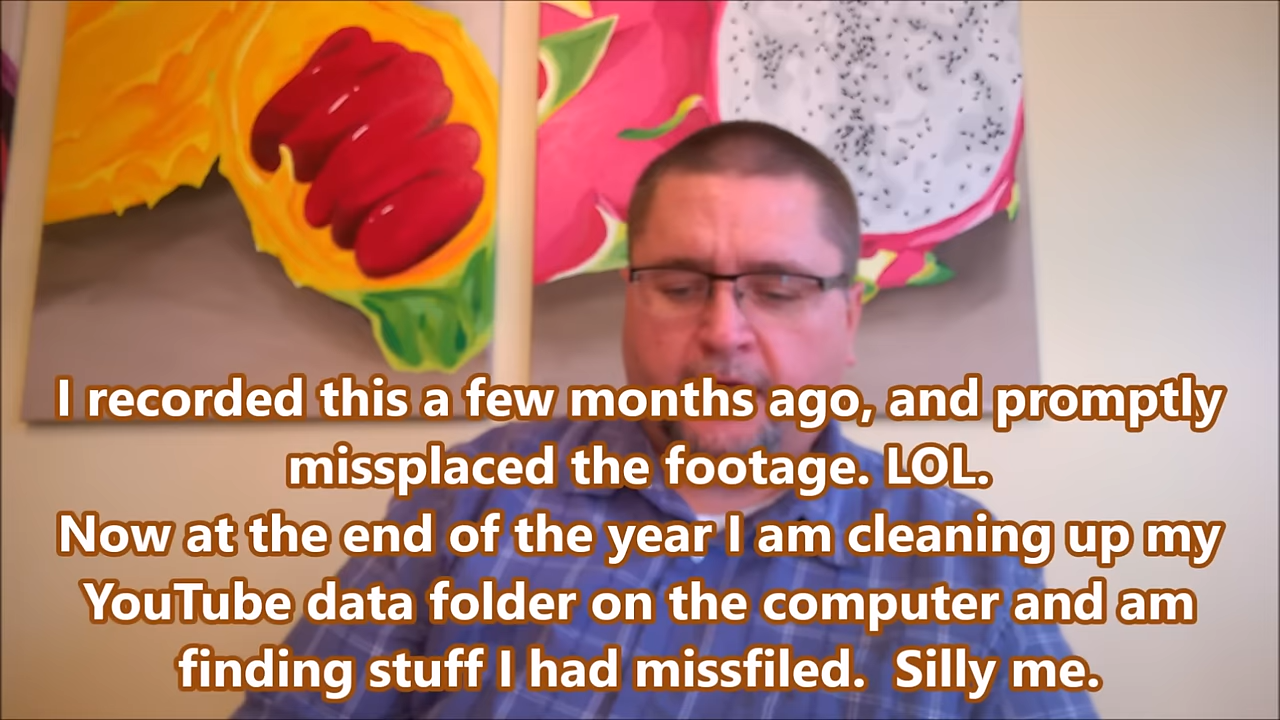 I recorded this a few months ago, and promptly
missplaced the footage. LOL.
Now at the end of the year I am cleaning up my
YouTube data folder on the computer and am
finding stuff I had missfiled.  Silly me.